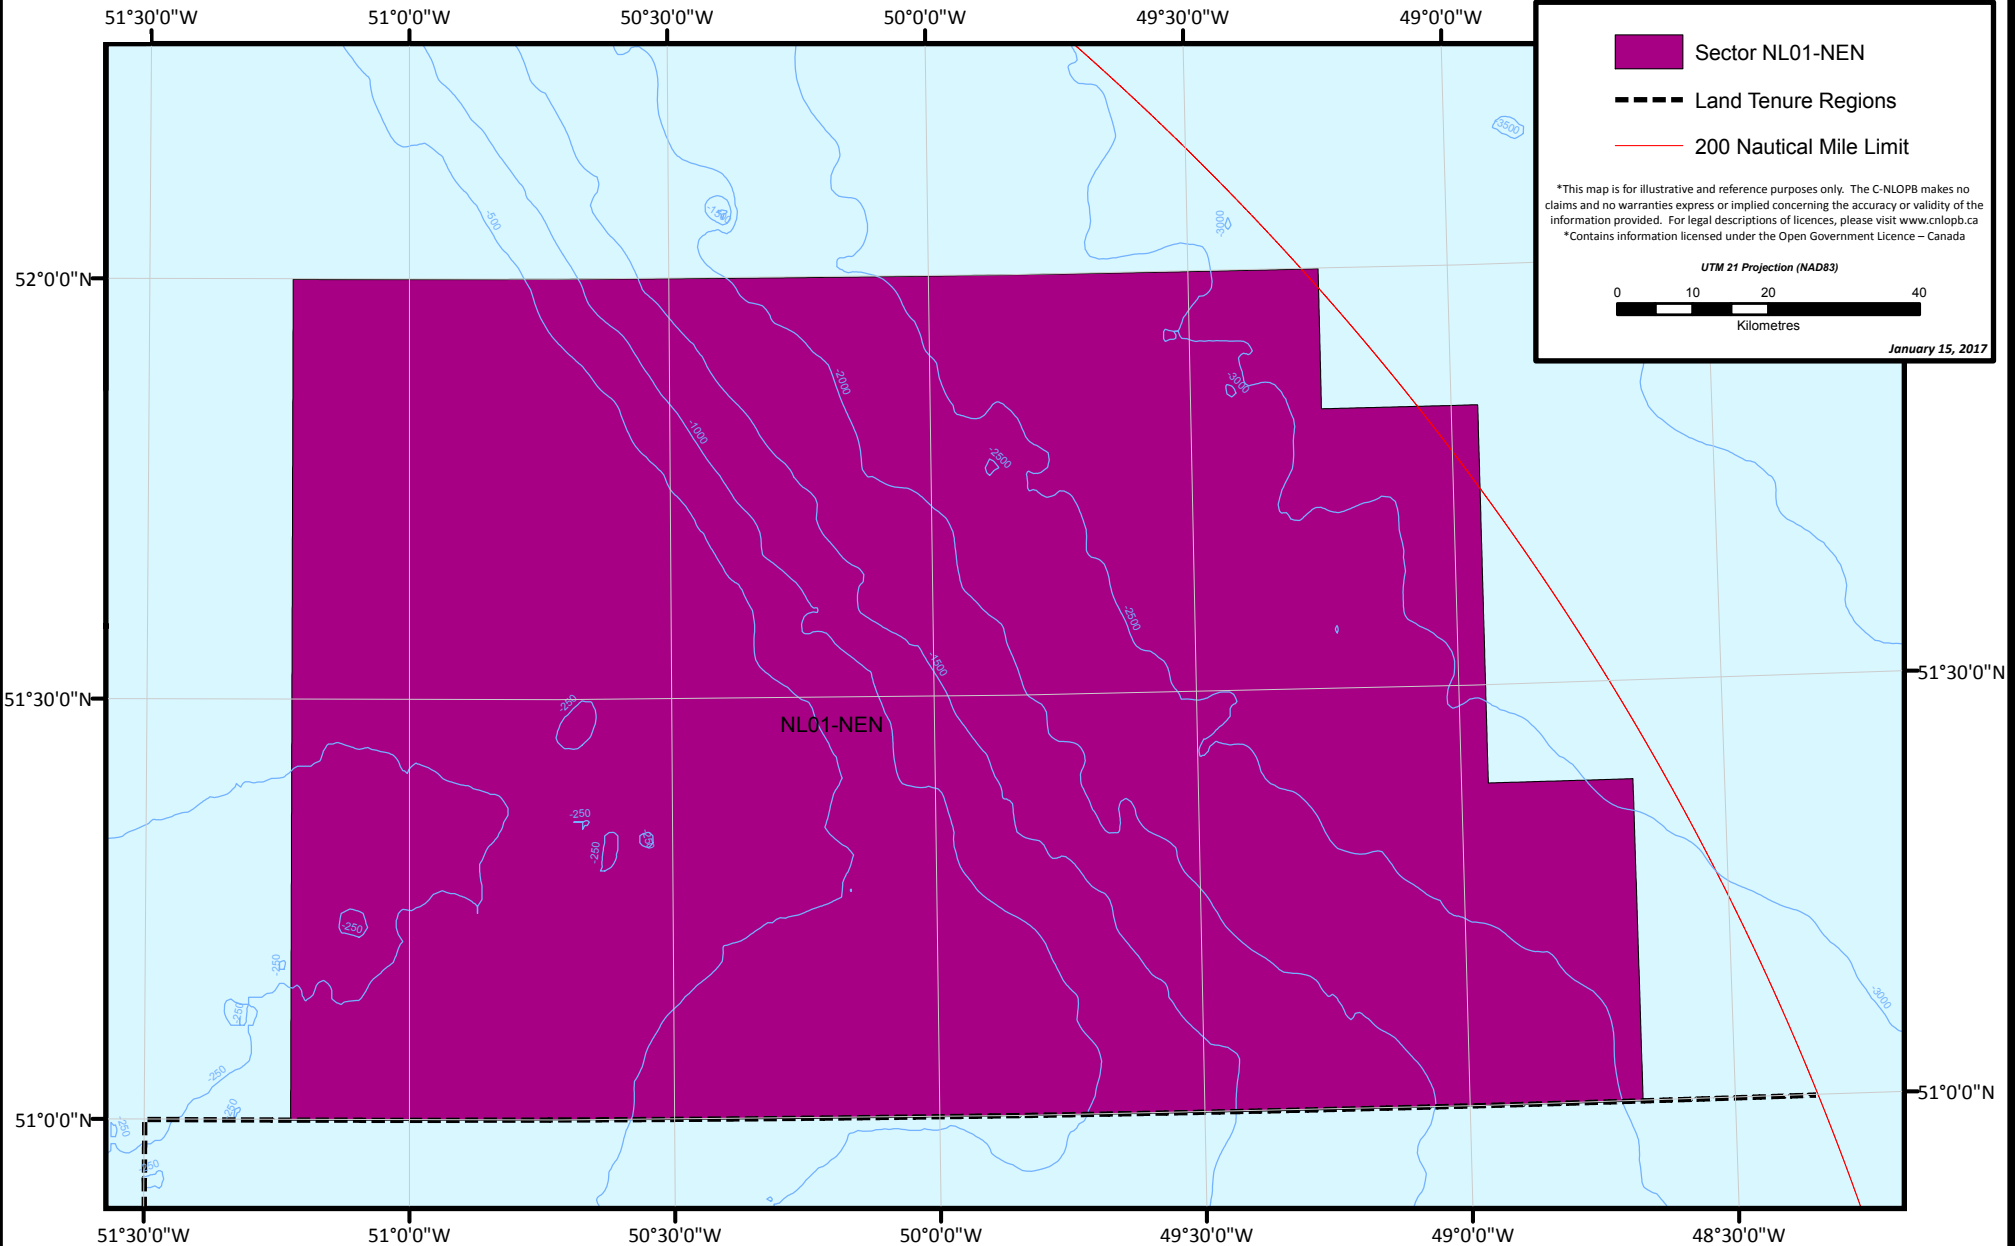 51°30'0"W 51°0'0"W 50°30'0"W 50°0'0"W 49°30'0"W 49°0'0"W
Sector NL01-NEN
Land Tenure Regions
200 Nautical Mile Limit
*This map is for illustrative and reference purposes only. The C-NLOPB makes no
claims and no warranties express or implied concerning the accuracy or validity of the
information provided. For legal descriptions of licences, please visit www.cnlopb.ca
*Contains information licensed under the Open Government Licence – Canada
UTM 21 Projection (NAD83)
0 10 20 40
Kilometres
January 15, 2017
-3500
-1500
-500
-3000
52°0'0"N
-2000
-3000
-1000
-2500
-2500
-1500
51°30'0"N
51°30'0"N
-250
NL01-NEN
-250
-250
-250
-250
-250
-3000
-250
-250
-250
51°0'0"N
51°0'0"N
-250
-250
51°30'0"W 51°0'0"W 50°30'0"W 50°0'0"W 49°30'0"W 49°0'0"W 48°30'0"W